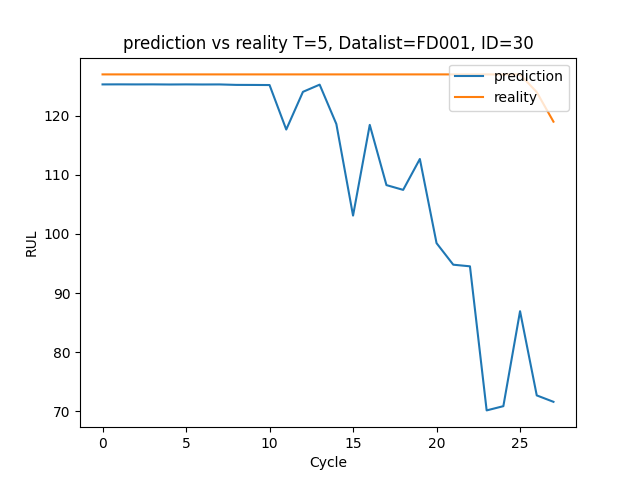 prediction vs reality T=5, Datalist=FD001, ID=30
prediction
reality
RUL
120
110
100
90
80
70
0 5 10 15 20 25
Cycle